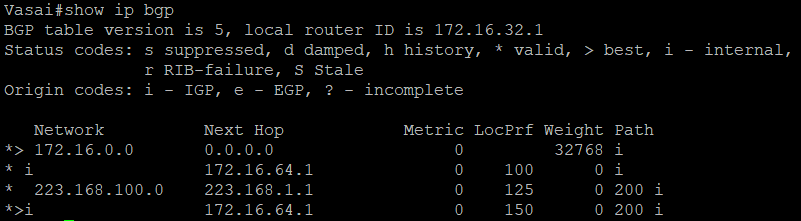 Vasai#show ip bgp
BGP table version is 5, local router ID is 172.16.32.1
Status codes: s suppressed, d damped, h history, * valid, > best, i - internal,
              r RIB-failure, S Stale
Origin codes: i - IGP, e - EGP, ? - incomplete

   Network          Next Hop            Metric LocPrf Weight Path
*> 172.16.0.0       0.0.0.0                  0         32768 i
* i                 172.16.64.1              0    100      0 i
*  223.168.100.0    223.168.1.1              0    125      0 200 i
*>i                 172.16.64.1              0    150      0 200 i